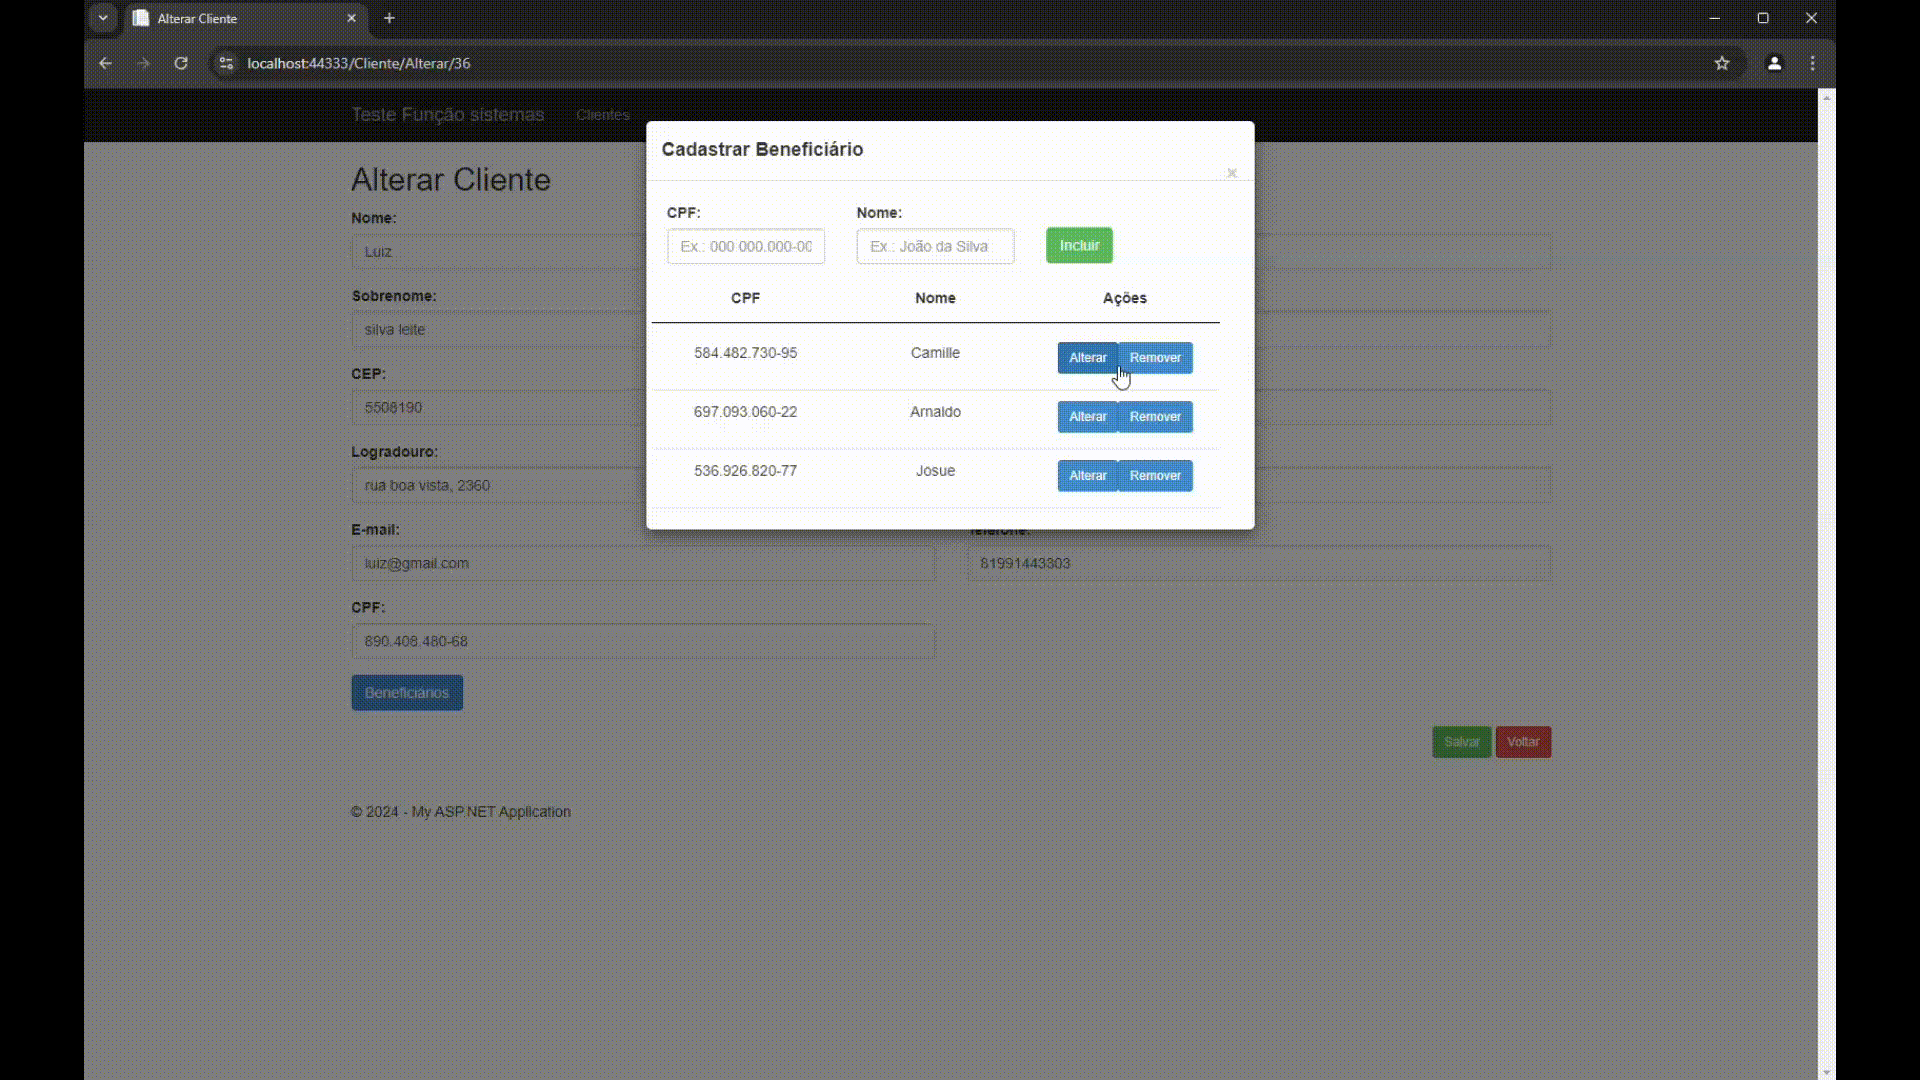 Alterar Cliente
localhost:44333/Cliente/Alterar/36
Teste Função sistemas Clientes
Cadastrar Beneficiário
×
CPF: Nome:
Ex.: 000.000.000-00 Ex.: João da Silva Incluir
CPF Nome Ações
584.482.730-95 Camille Alterar Remover
697.093.060-22 Arnaldo Alterar Remover
536.926.820-77 Josue Alterar Remover
Alterar Cliente
Nome:
Luiz
Sobrenome:
silva leite
CEP:
5508190
Logradouro:
rua boa vista, 2360
E-mail: Telefone:
luiz@gmail.com 81991443303
CPF:
890.408.480-68
Beneficiários
Salvar Voltar
© 2024 - My ASP.NET Application